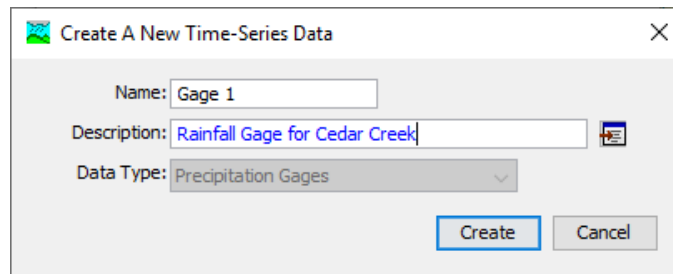 Create A New Time-Series Data
Name: Gage 1
Description: Rainfall Gage for Cedar Creek
Data Type: Precipitation Gages
Create Cancel